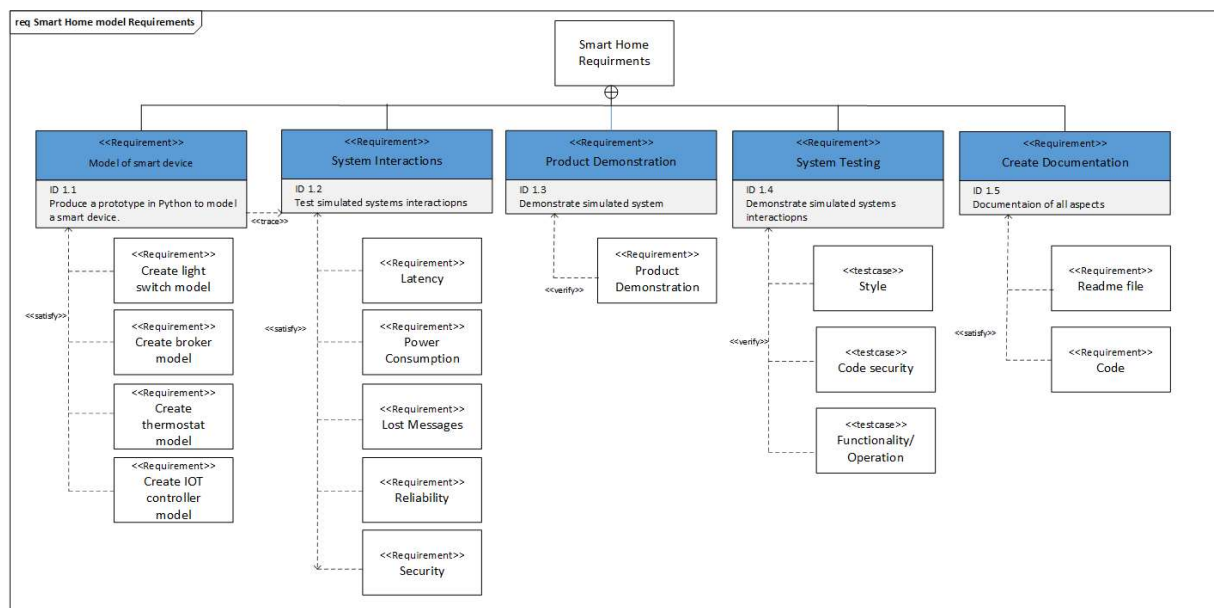 req Smart Home model Requirements
Smart Home
Requirments
<<Requirement>>
Model of smart device
ID 1.1
Produce a prototype in Python to model
a smart device.
<<trace>>
<<Requirement>>
System Interactions
ID 1.2
Test simulated systems interactiopns
<<Requirement>>
Product Demonstration
ID 1.3
Demonstrate simulated system
<<Requirement>>
System Testing
ID 1.4
Demonstrate simulated systems
interactiopns
<<Requirement>>
Create Documentation
ID 1.5
Documentaion of all aspects
<<Requirement>>
Create light
switch model
<<satisfy>>
<<Requirement>>
Create broker
model
<<Requirement>>
Create
thermostat model
<<Requirement>>
Create IOT
controller
model
<<Requirement>>
Latency
<<satisfy>>
<<Requirement>>
Power
Consumption
<<Requirement>>
Lost Messages
<<Requirement>>
Reliability
<<Requirement>>
Security
<<Requirement>>
Product
Demonstration
<<verify>>
<<testcase>>
Style
<<verify>>
<<testcase>>
Code security
<<testcase>>
Functionality/
Operation
<<Requirement>>
Readme file
<<satisfy>>
<<Requirement>>
Code